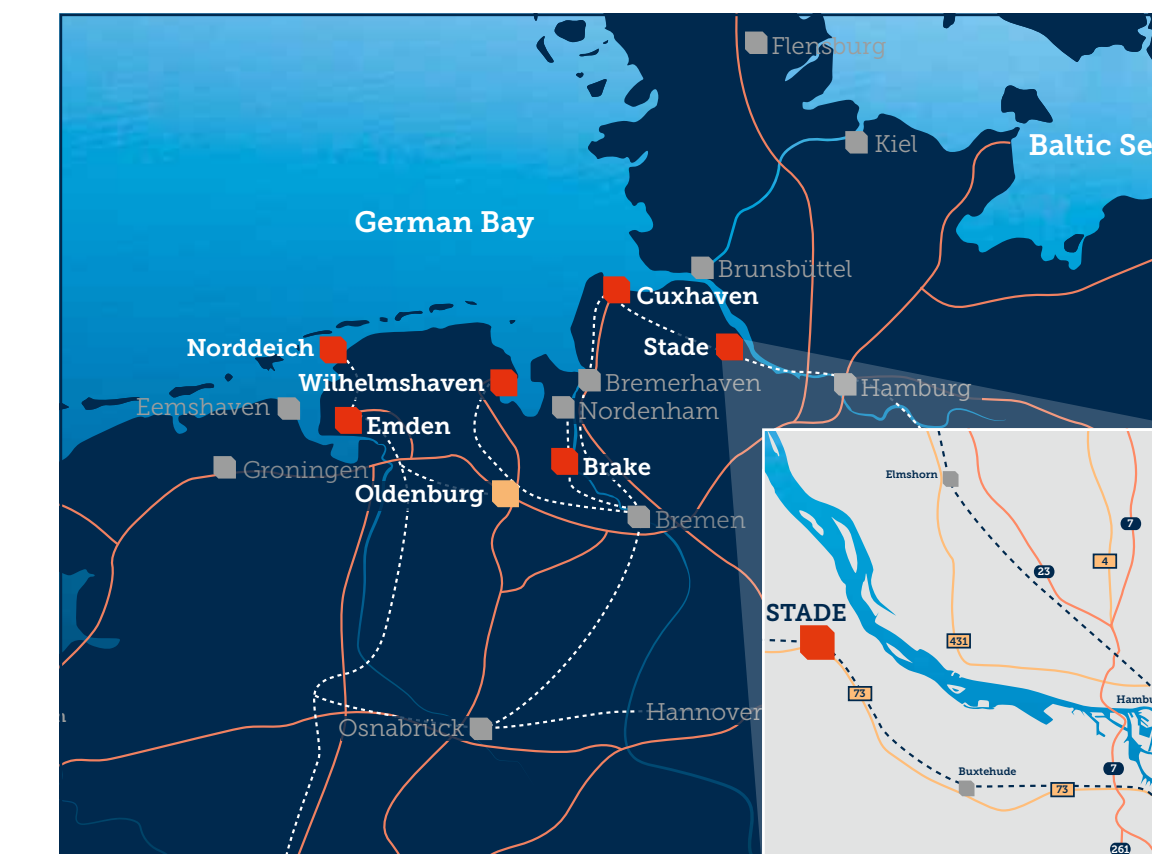 Flensburg
Kiel
Baltic Se
German Bay
Brunsbüttel
Cuxhaven
Norddeich
Stade
Wilhelmshaven
Bremerhaven
Hamburg
Eemshaven
Nordenham
Emden
Groningen
Brake
Oldenburg
Bremen
Osnabrück
Hannover
Elmshorn
7
4
23
STADE
431
73
Hambu
7
Buxtehude
73
261